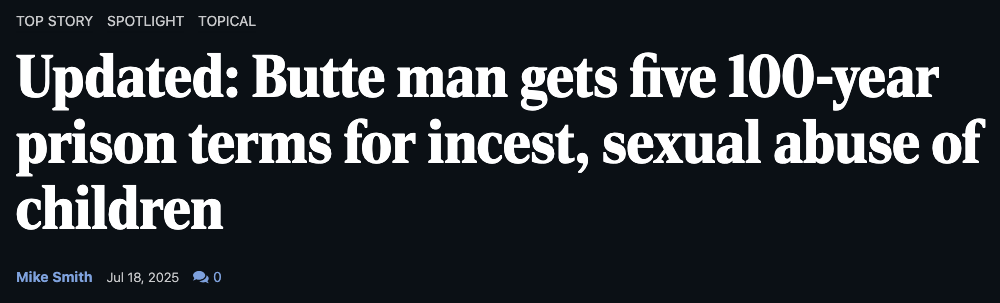 TOP STORY SPOTLIGHT TOPICAL
Updated: Butte man gets five 100-year
prison terms for incest, sexual abuse of
children
Mike Smith Jul 18, 2025 0